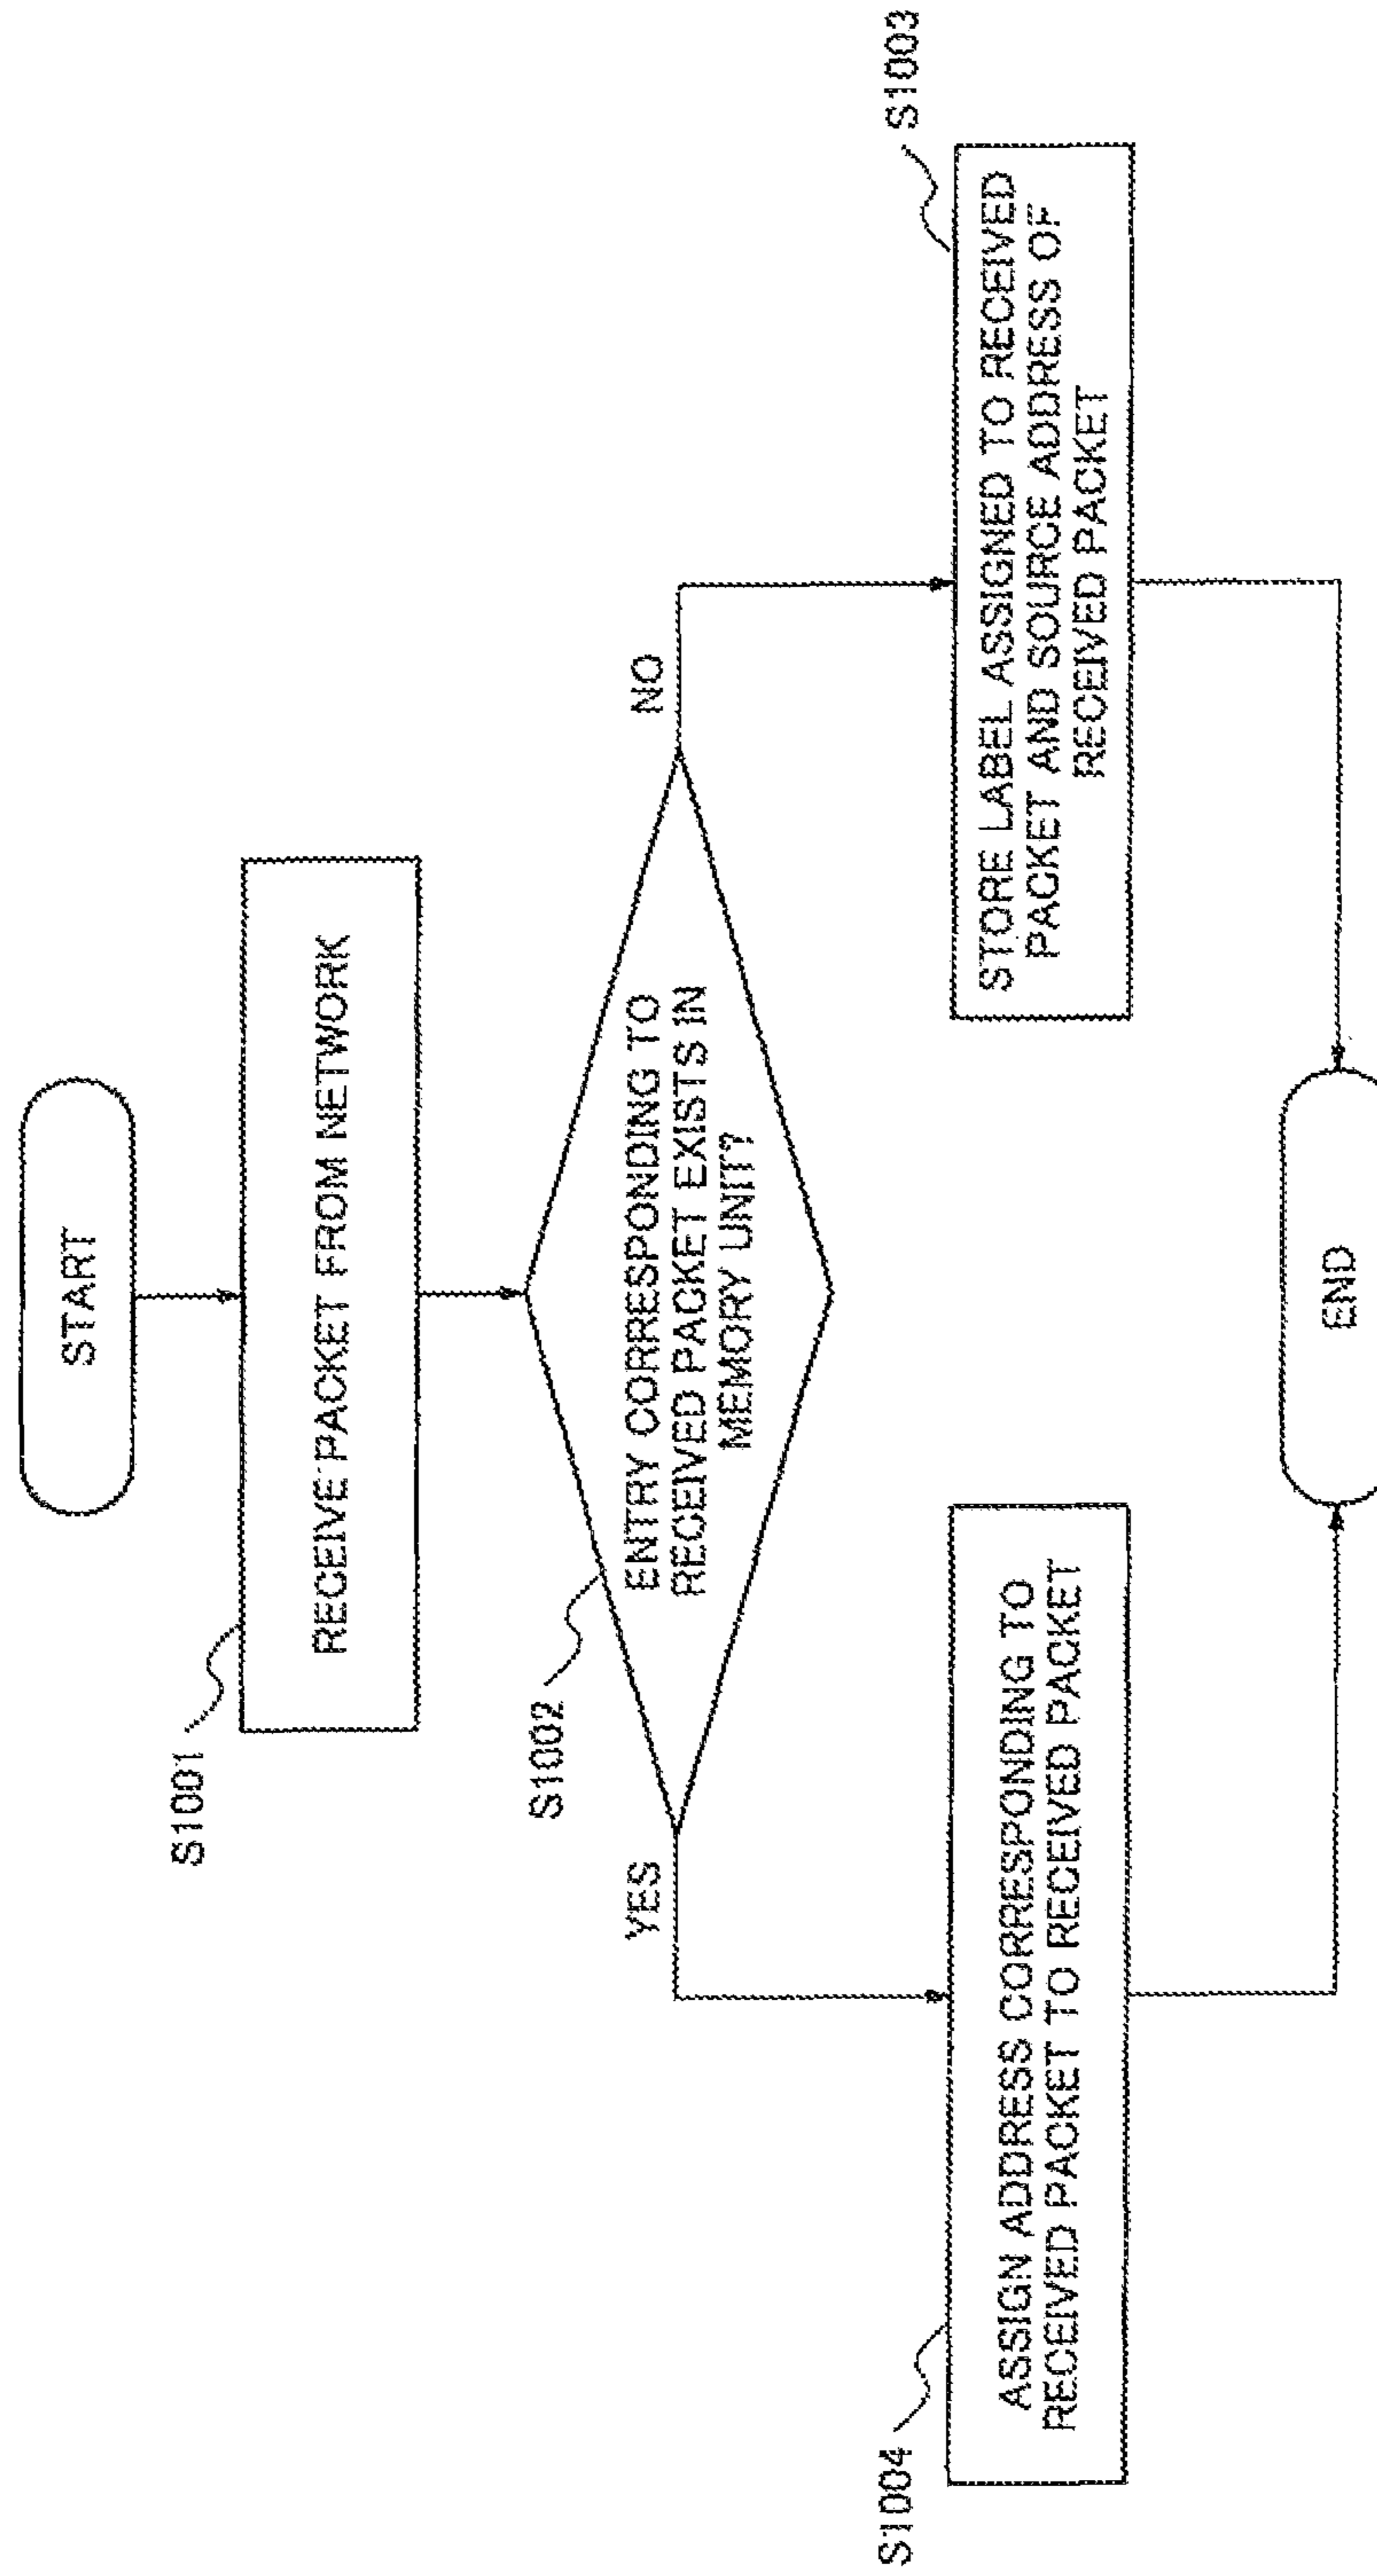 START
S1001
RECEIVE PACKET FROM NETWORK
S1002
ENTRY CORRESPONDING TO
RECEIVED PACKET EXISTS IN
MEMORY UNIT?
YES
NO
S1004
ASSIGN ADDRESS CORRESPONDING TO
RECEIVED PACKET TO RECEIVED PACKET
S1003
STORE LABEL ASSIGNED TO RECEIVED
PACKET AND SOURCE ADDRESS OF
RECEIVED PACKET
END